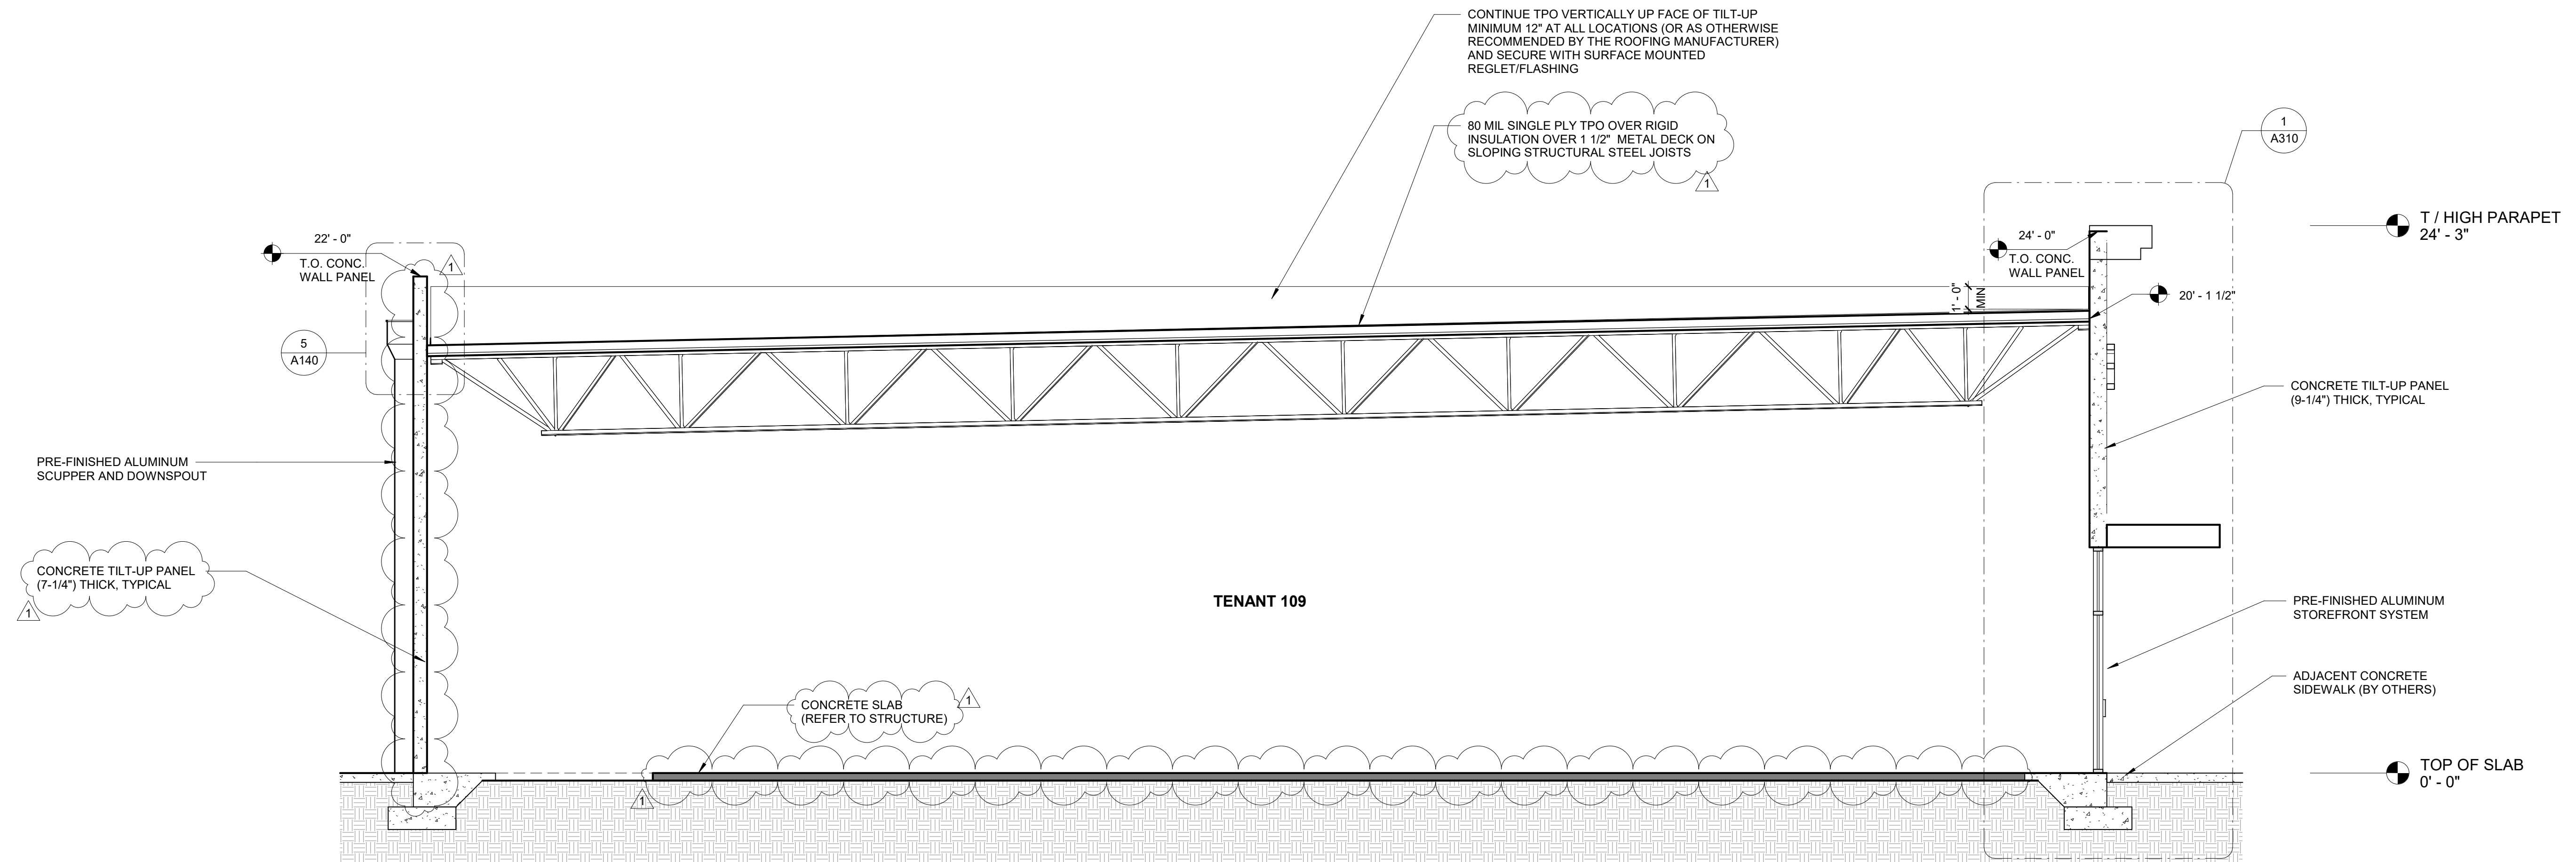 CONTINUE TPO VERTICALLY UP FACE OF TILT-UP
MINIMUM 12" AT ALL LOCATIONS (OR AS OTHERWISE
RECOMMENDED BY THE ROOFING MANUFACTURER)
AND SECURE WITH SURFACE MOUNTED
REGLET/FLASHING
80 MIL SINGLE PLY TPO OVER RIGID
INSULATION OVER 1 1/2" METAL DECK ON
SLOPING STRUCTURAL STEEL JOISTS
1
1
A310
T / HIGH PARAPET
24' - 3"
22' - 0"
T.O. CONC.
WALL PANEL
1
24' - 0"
T.O. CONC.
WALL PANEL
1' - 0"
MIN
20' - 1 1/2"
5
A140
CONCRETE TILT-UP PANEL
(9-1/4") THICK, TYPICAL
PRE-FINISHED ALUMINUM
SCUPPER AND DOWNSPOUT
CONCRETE TILT-UP PANEL
(7-1/4") THICK, TYPICAL
1
TENANT 109
PRE-FINISHED ALUMINUM
STOREFRONT SYSTEM
ADJACENT CONCRETE
SIDEWALK (BY OTHERS)
CONCRETE SLAB
(REFER TO STRUCTURE)
1
1
TOP OF SLAB
0' - 0"